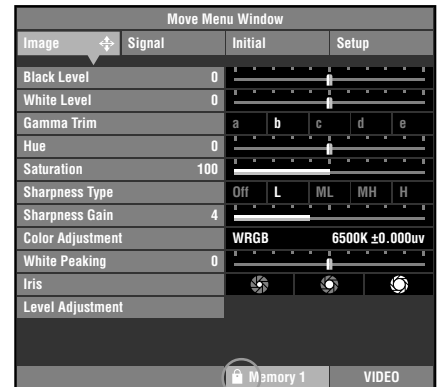 Move Menu Window
Image Signal Initial Setup
Black Level 0
White Level 0
Gamma Trim a b c d e
Hue 0
Saturation 100
Sharpness Type Off L ML MH H
Sharpness Gain 4
Color Adjustment WRGB 6500K ±0.000uv
White Peaking 0
Iris
Level Adjustment
Memory 1 VIDEO